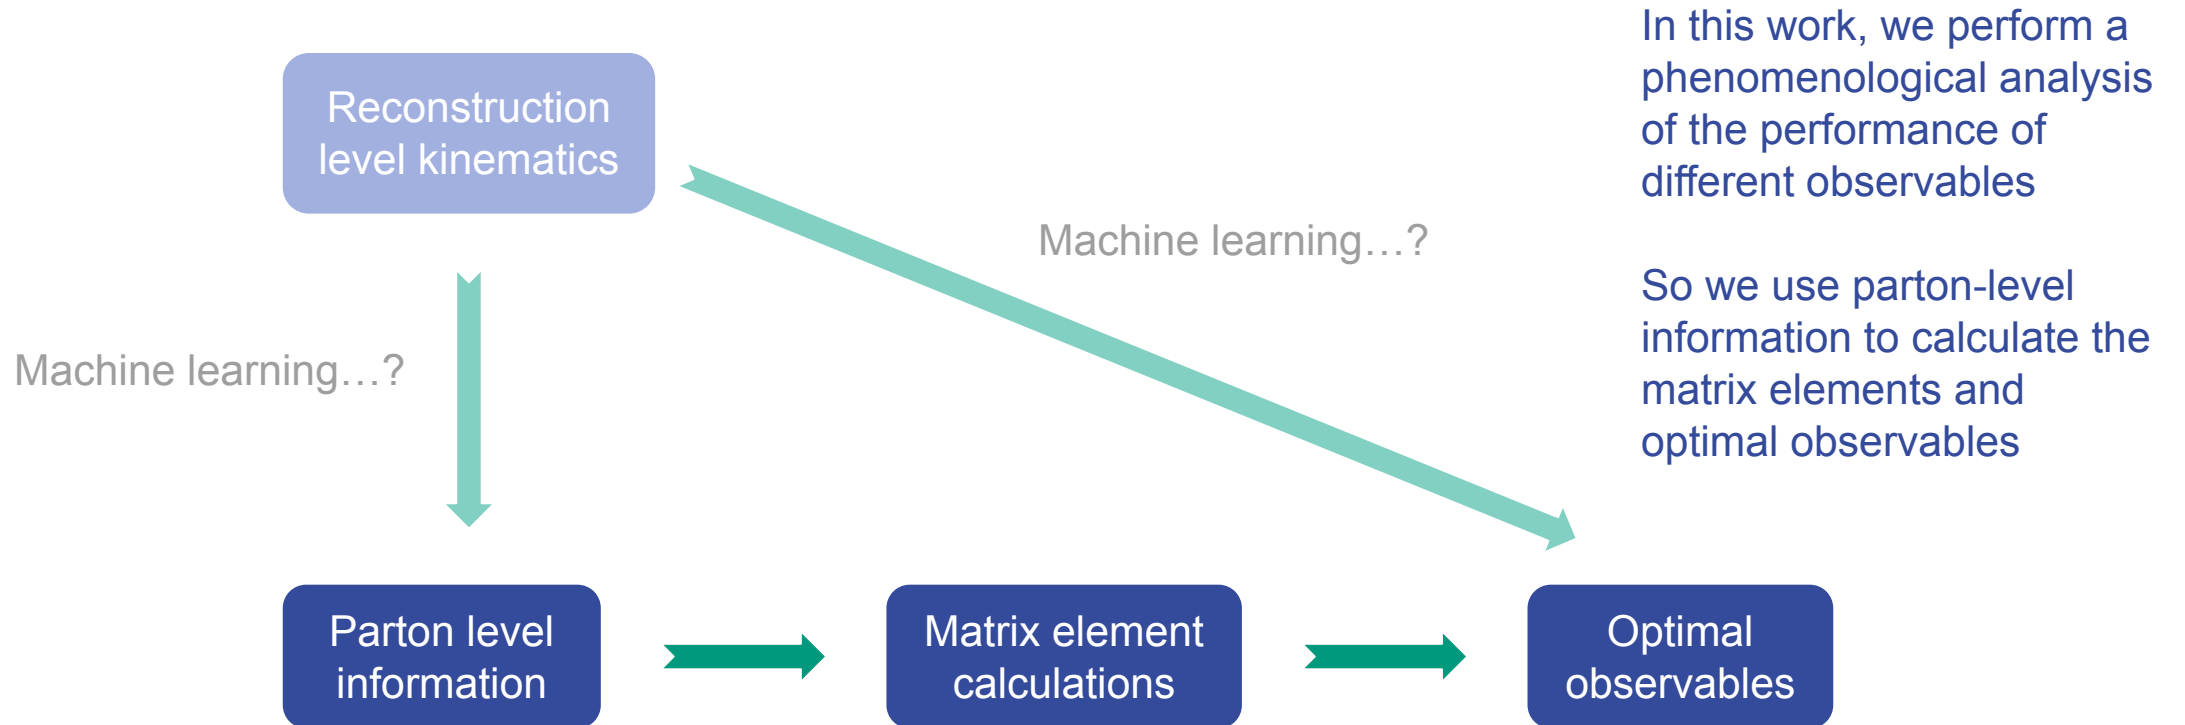 In this work, we perform a
phenomenological analysis
of the performance of
different observables
Reconstruction
level kinematics
Machine learning…?
So we use parton-level
information to calculate the
matrix elements and
optimal observables
Machine learning…?
Parton level
information
Matrix element
calculations
Optimal
observables